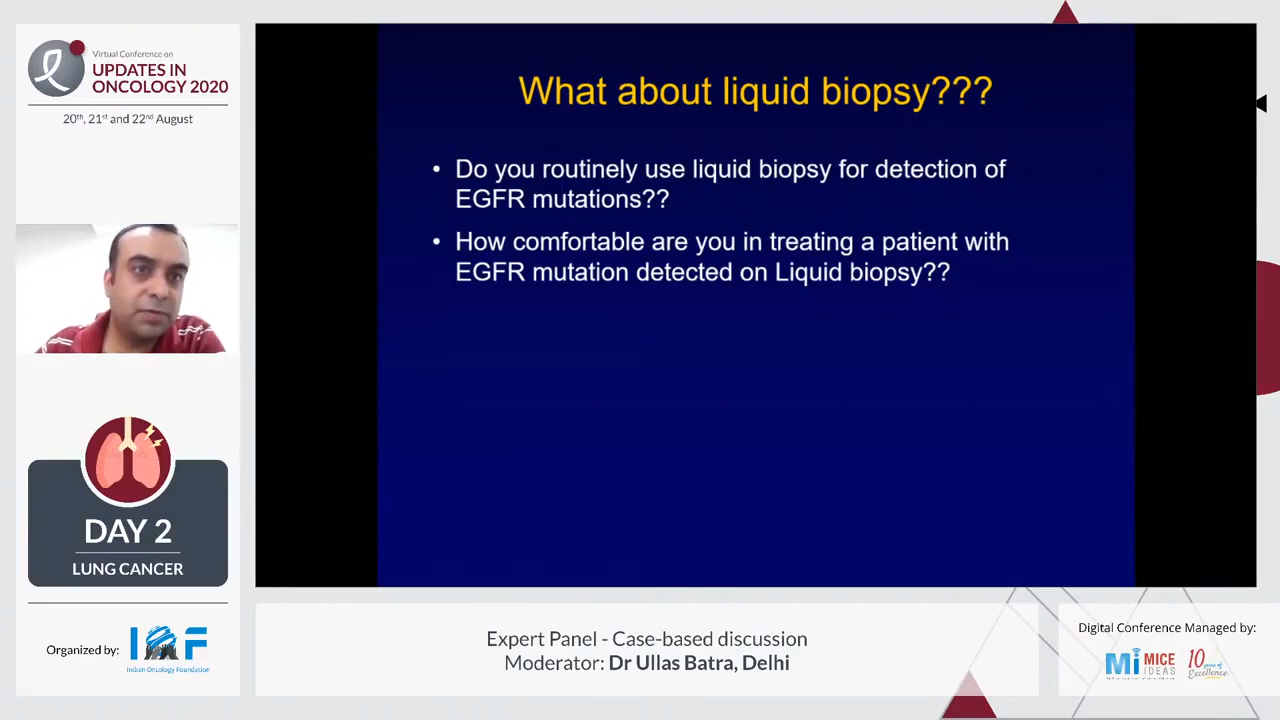 Virtual Conference on
UPDATES IN
ONCOLOGY 2020
20th, 21st and 22nd August
What about liquid biopsy???
• Do you routinely use liquid biopsy for detection of
EGFR mutations??
• How comfortable are you in treating a patient with
EGFR mutation detected on Liquid biopsy??
DAY 2
LUNG CANCER
Organized by:
IOF
Indian Oncology Foundation
Expert Panel - Case-based discussion
Moderator: Dr Ullas Batra, Delhi
Digital Conference Managed by:
Mi MICE
IDEAS
10 years of
Excellence